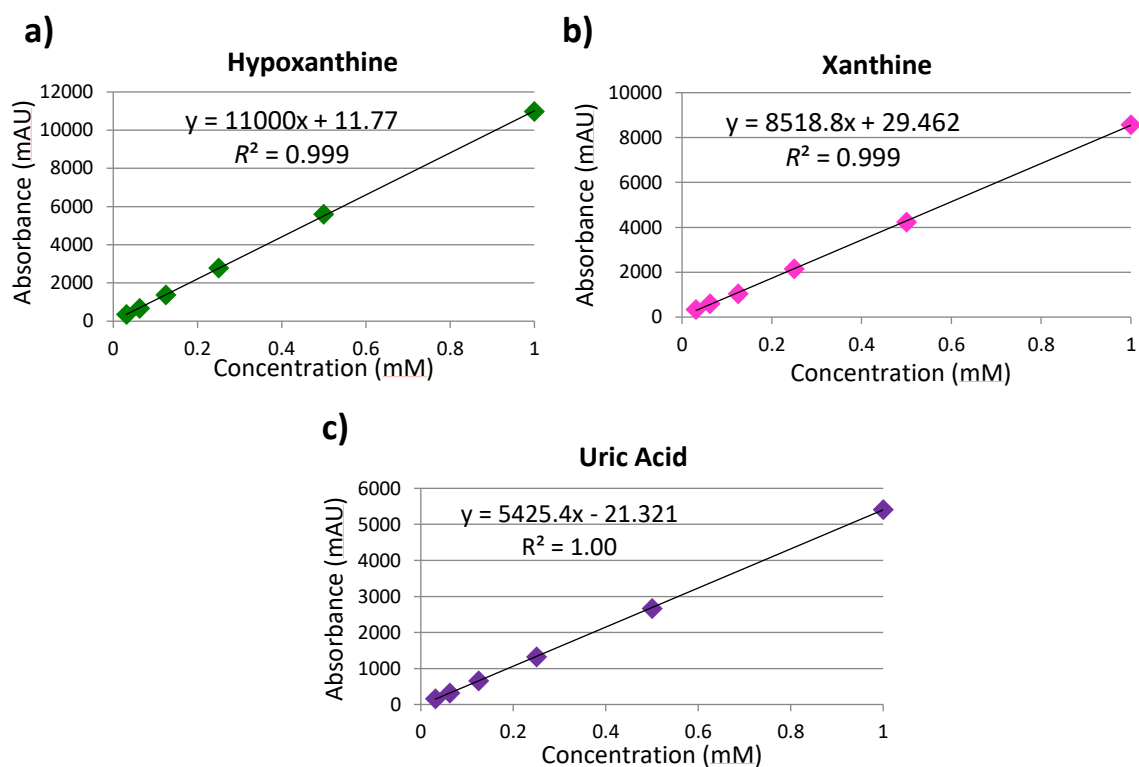 a)
Hypoxanthine
12000
10000
8000
6000
4000
2000
0
Absorbance (mAU)
y = 11000x + 11.77
R² = 0.999
0 0.2 0.4 0.6 0.8 1
Concentration (mM)
b)
Xanthine
10000
8000
6000
4000
2000
0
Absorbance (mAU)
y = 8518.8x + 29.462
R² = 0.999
0 0.2 0.4 0.6 0.8 1
Concentration (mM)
c)
Uric Acid
6000
5000
4000
3000
2000
1000
0
Absorbance (mAU)
y = 5425.4x - 21.321
R² = 1.00
0 0.2 0.4 0.6 0.8 1
Concentration (mM)